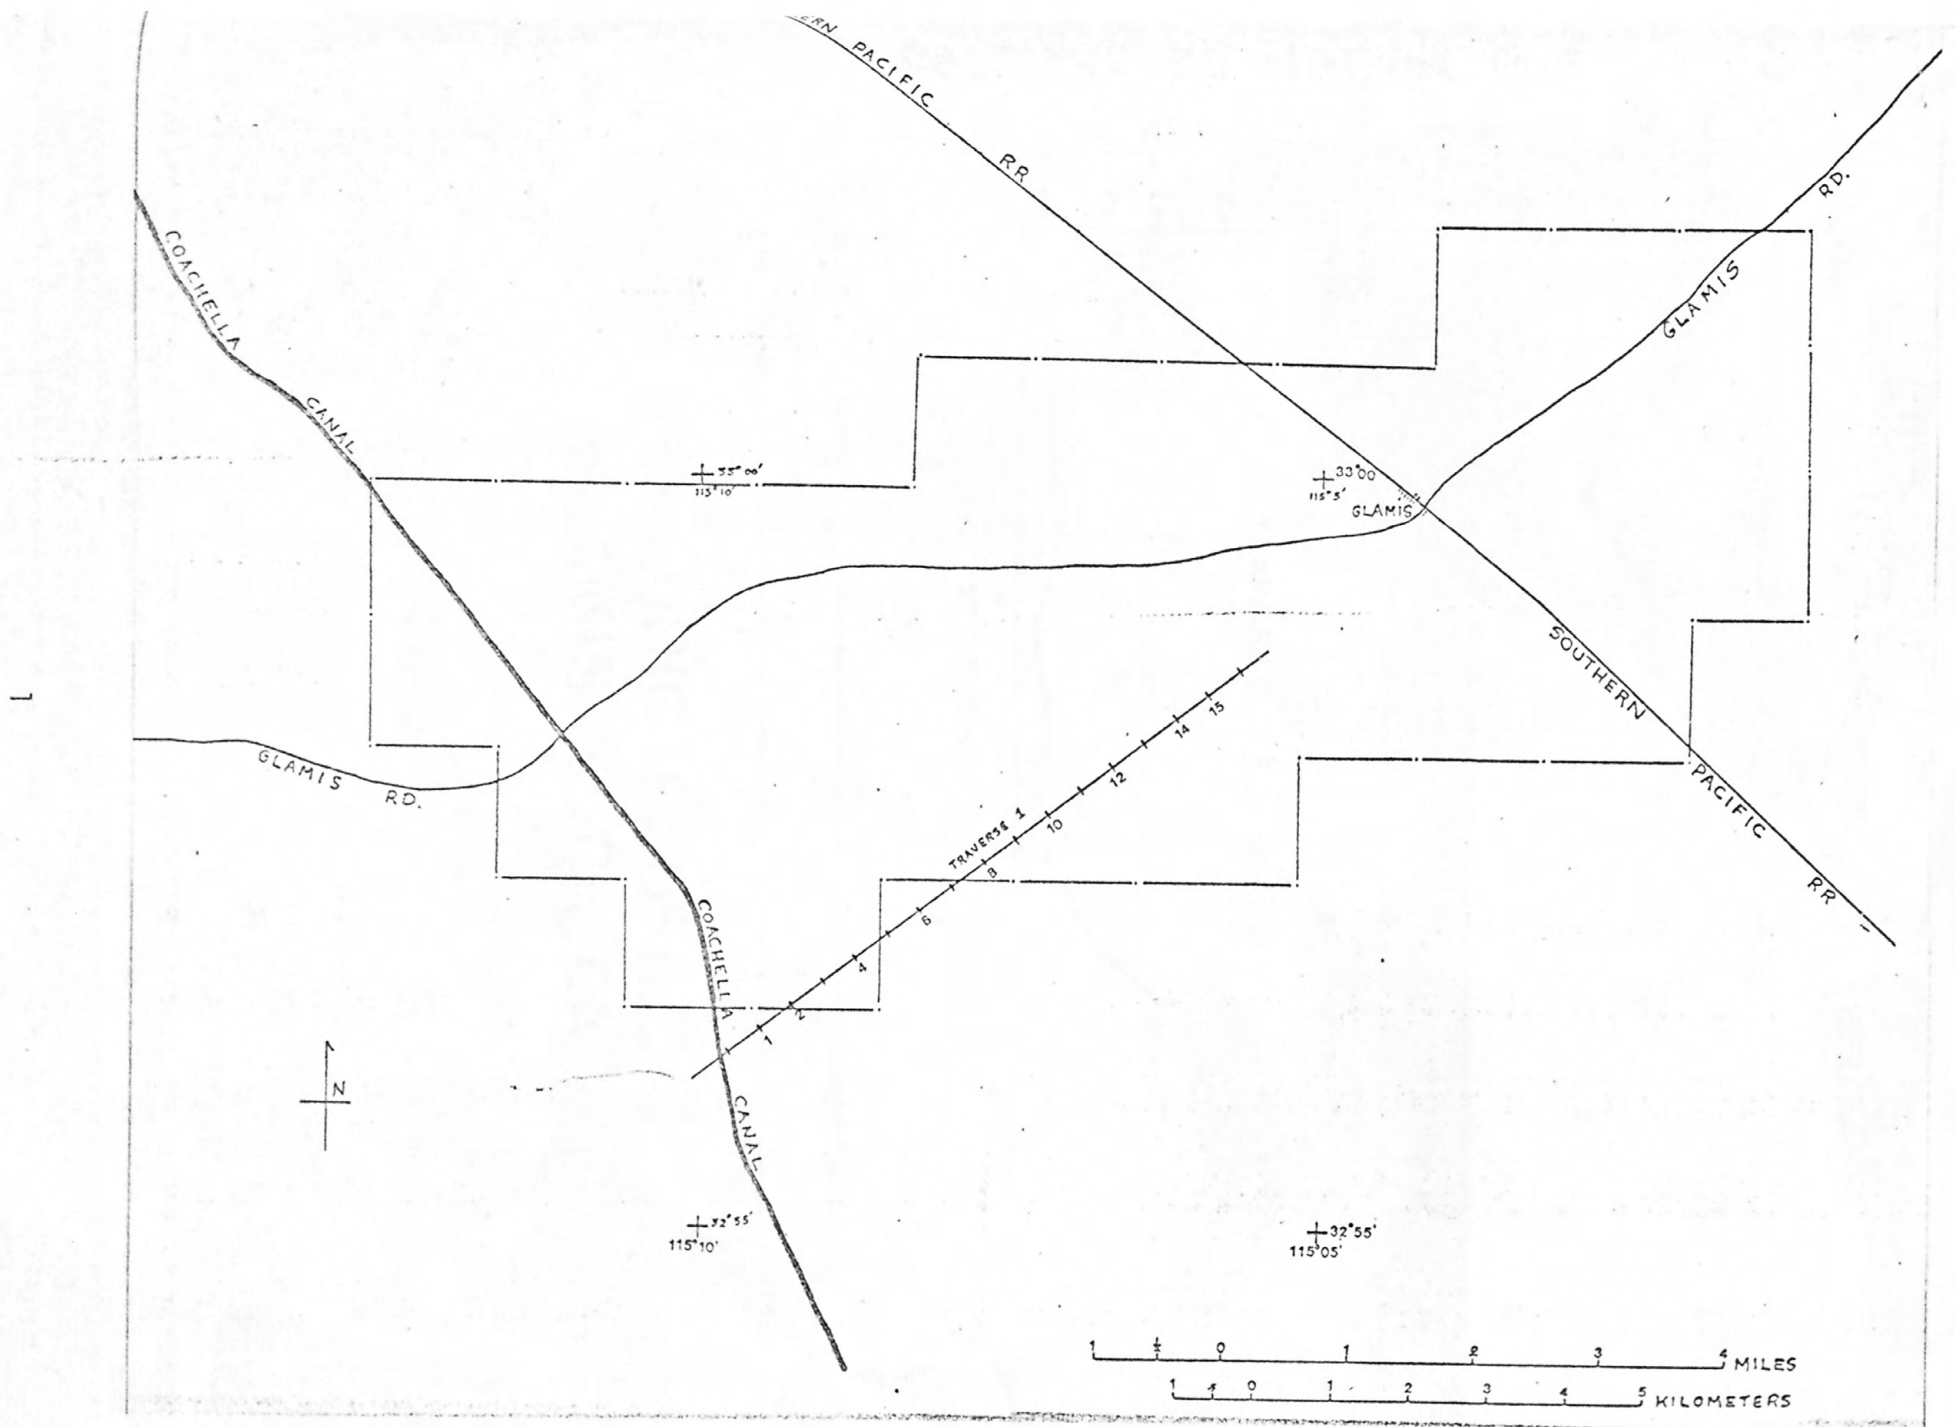 ERN PACIFIC
RR
GLAMIS RD.
COACHELLA
CANAL
33°00'
115°10'
33°00
115°5'
GLAMIS
SOUTHERN
PACIFIC
RR
GLAMIS RD.
TRAVERSE 1
15
14
12
10
8
6
4
2
1
COACHELLA
CANAL
N
32°55'
115°10'
32°55'
115°05'
1 ½ 0 1 2 3 4 MILES
1 .5 0 1 2 3 4 5 KILOMETERS
1